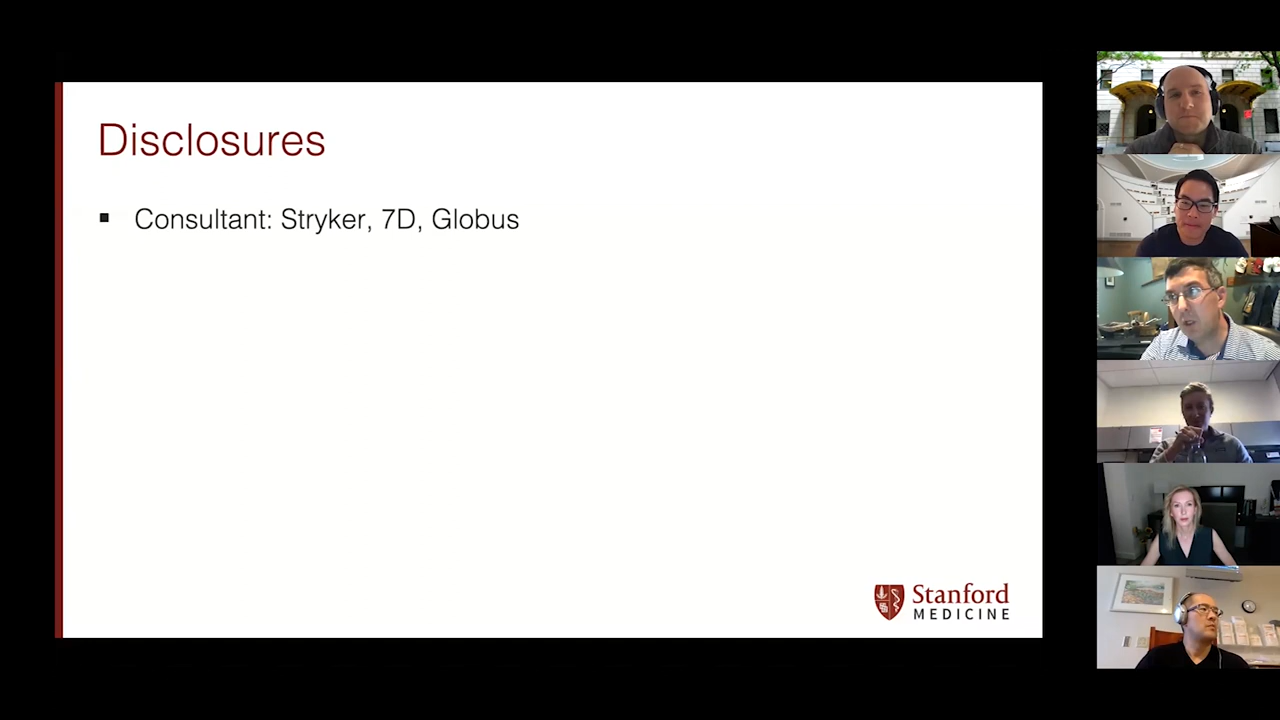 Disclosures
▪ Consultant: Stryker, 7D, Globus
Stanford
MEDICINE